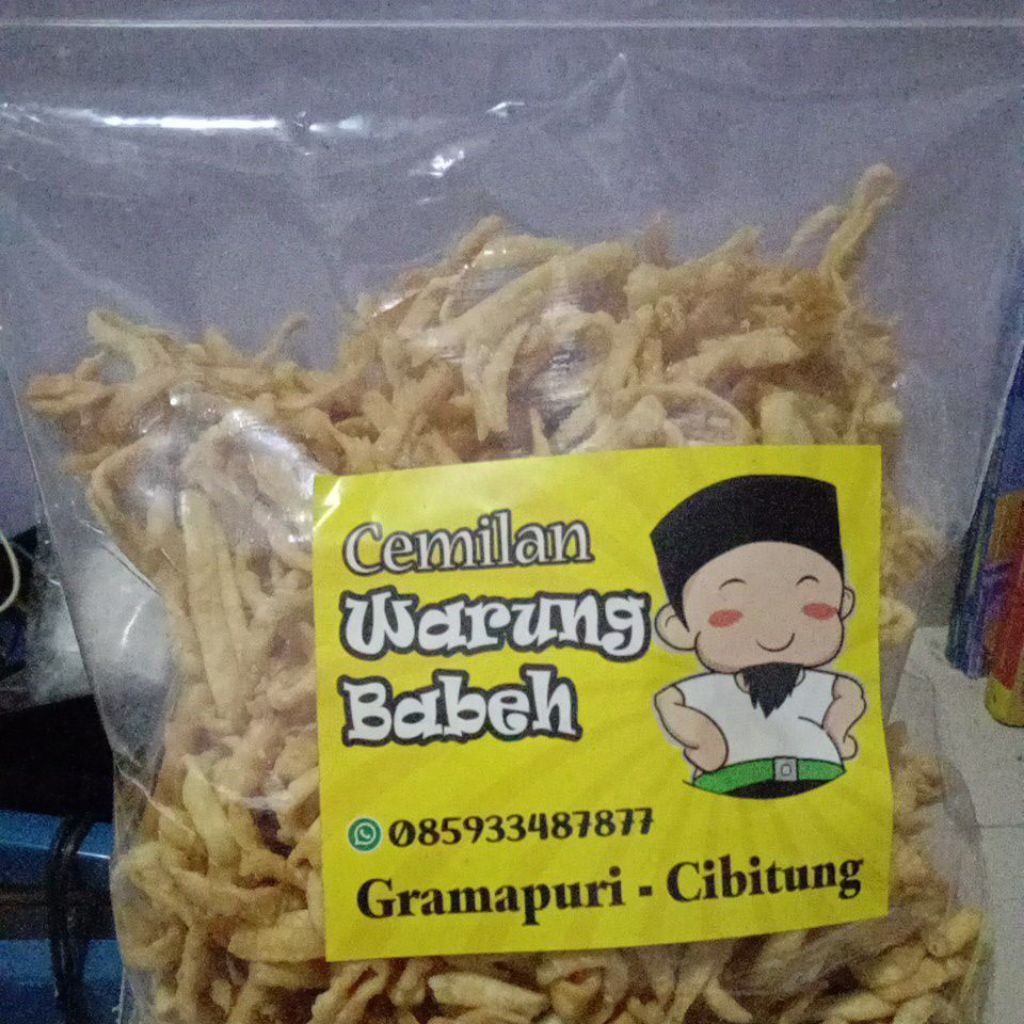 Cemilan
Warung
Babeh
085933487877
Gramapuri - Cibitung